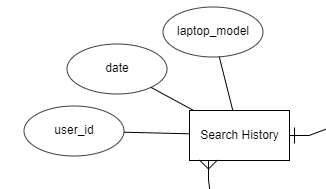 laptop_model
date
user_id
Search History